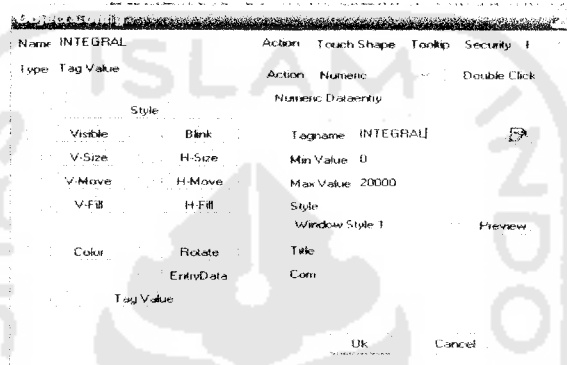 Name INTEGRAL
Type Tag Value
Style
Visible Blink
V-Size H-Size
V-Move H-Move
V-Fill H-Fill
Color Rotate
EntryData
Tag Value
Action Touch Shape Tooltip Security
Action Numeric Double Click
Numeric Dataentry
Tagname INTEGRAL
Min Value 0
Max Value 20000
Style
Window Style 1 Preview
Title
Com
Ok Cancel
ISLAM
INDO